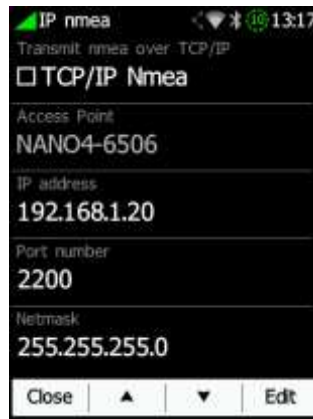 IP nmea 10 13:17
Transmit nmea over TCP/IP
TCP/IP Nmea
Access Point
NANO4-6506
IP address
192.168.1.20
Port number
2200
Netmask
255.255.255.0
Close Edit